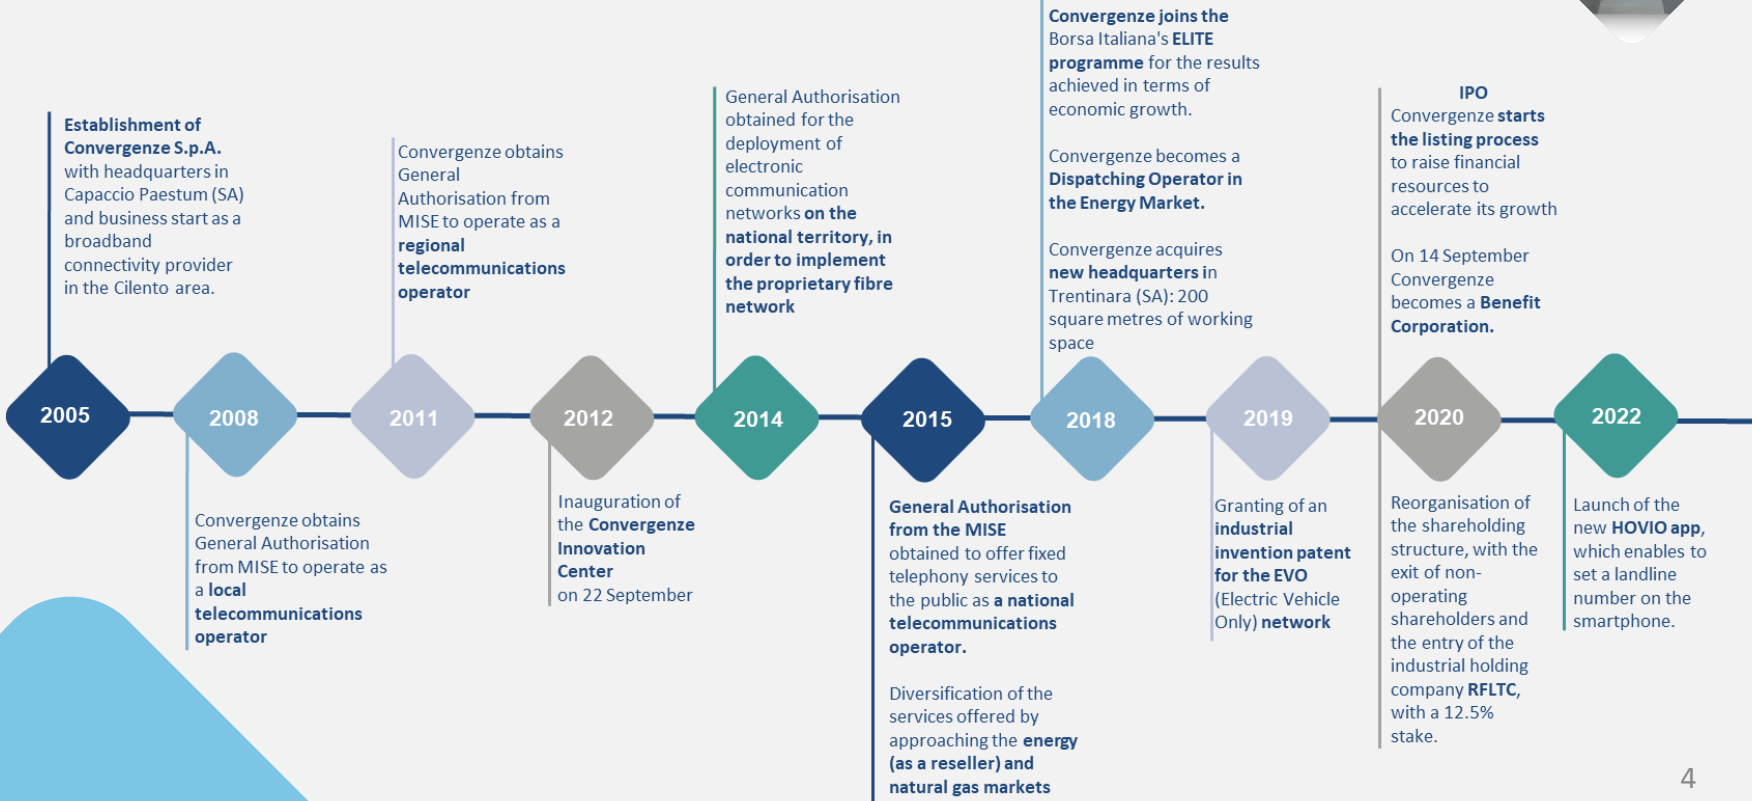 Establishment of
Convergenze S.p.A.
with headquarters in
Capaccio Paestum (SA)
and business start as a
broadband
connectivity provider
in the Cilento area.
2005
2008
Convergenze obtains
General Authorisation
from MISE to operate as
a local
telecommunications
operator
Convergenze obtains
General
Authorisation from
MISE to operate as a
regional
telecommunications
operator
2011
2012
Inauguration of
the Convergenze
Innovation
Center
on 22 September
General Authorisation
obtained for the
deployment of
electronic
communication
networks on the
national territory, in
order to implement
the proprietary fibre
network
2014
2015
General Authorisation
from the MISE
obtained to offer fixed
telephony services to
the public as a national
telecommunications
operator.
Diversification of the
services offered by
approaching the energy
(as a reseller) and
natural gas markets
Convergenze joins the
Borsa Italiana's ELITE
programme for the results
achieved in terms of
economic growth.
Convergenze becomes a
Dispatching Operator in
the Energy Market.
Convergenze acquires
new headquarters in
Trentinara (SA): 200
square metres of working
space
2018
2019
Granting of an
industrial
invention patent
for the EVO
(Electric Vehicle
Only) network
IPO
Convergenze starts
the listing process
to raise financial
resources to
accelerate its growth
On 14 September
Convergenze
becomes a Benefit
Corporation.
2020
Reorganisation of
the shareholding
structure, with the
exit of non-
operating
shareholders and
the entry of the
industrial holding
company RFLTC,
with a 12.5%
stake.
2022
Launch of the
new HOVIO app,
which enables to
set a landline
number on the
smartphone.
4